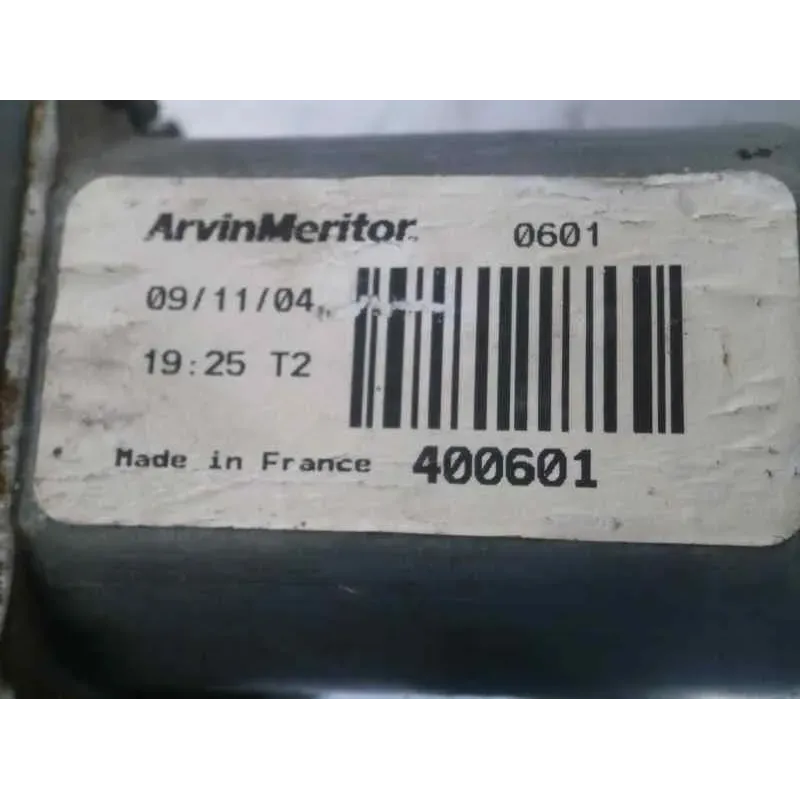 ArvinMeritor 0601
09/11/04
19:25 T2
Made in France 400601